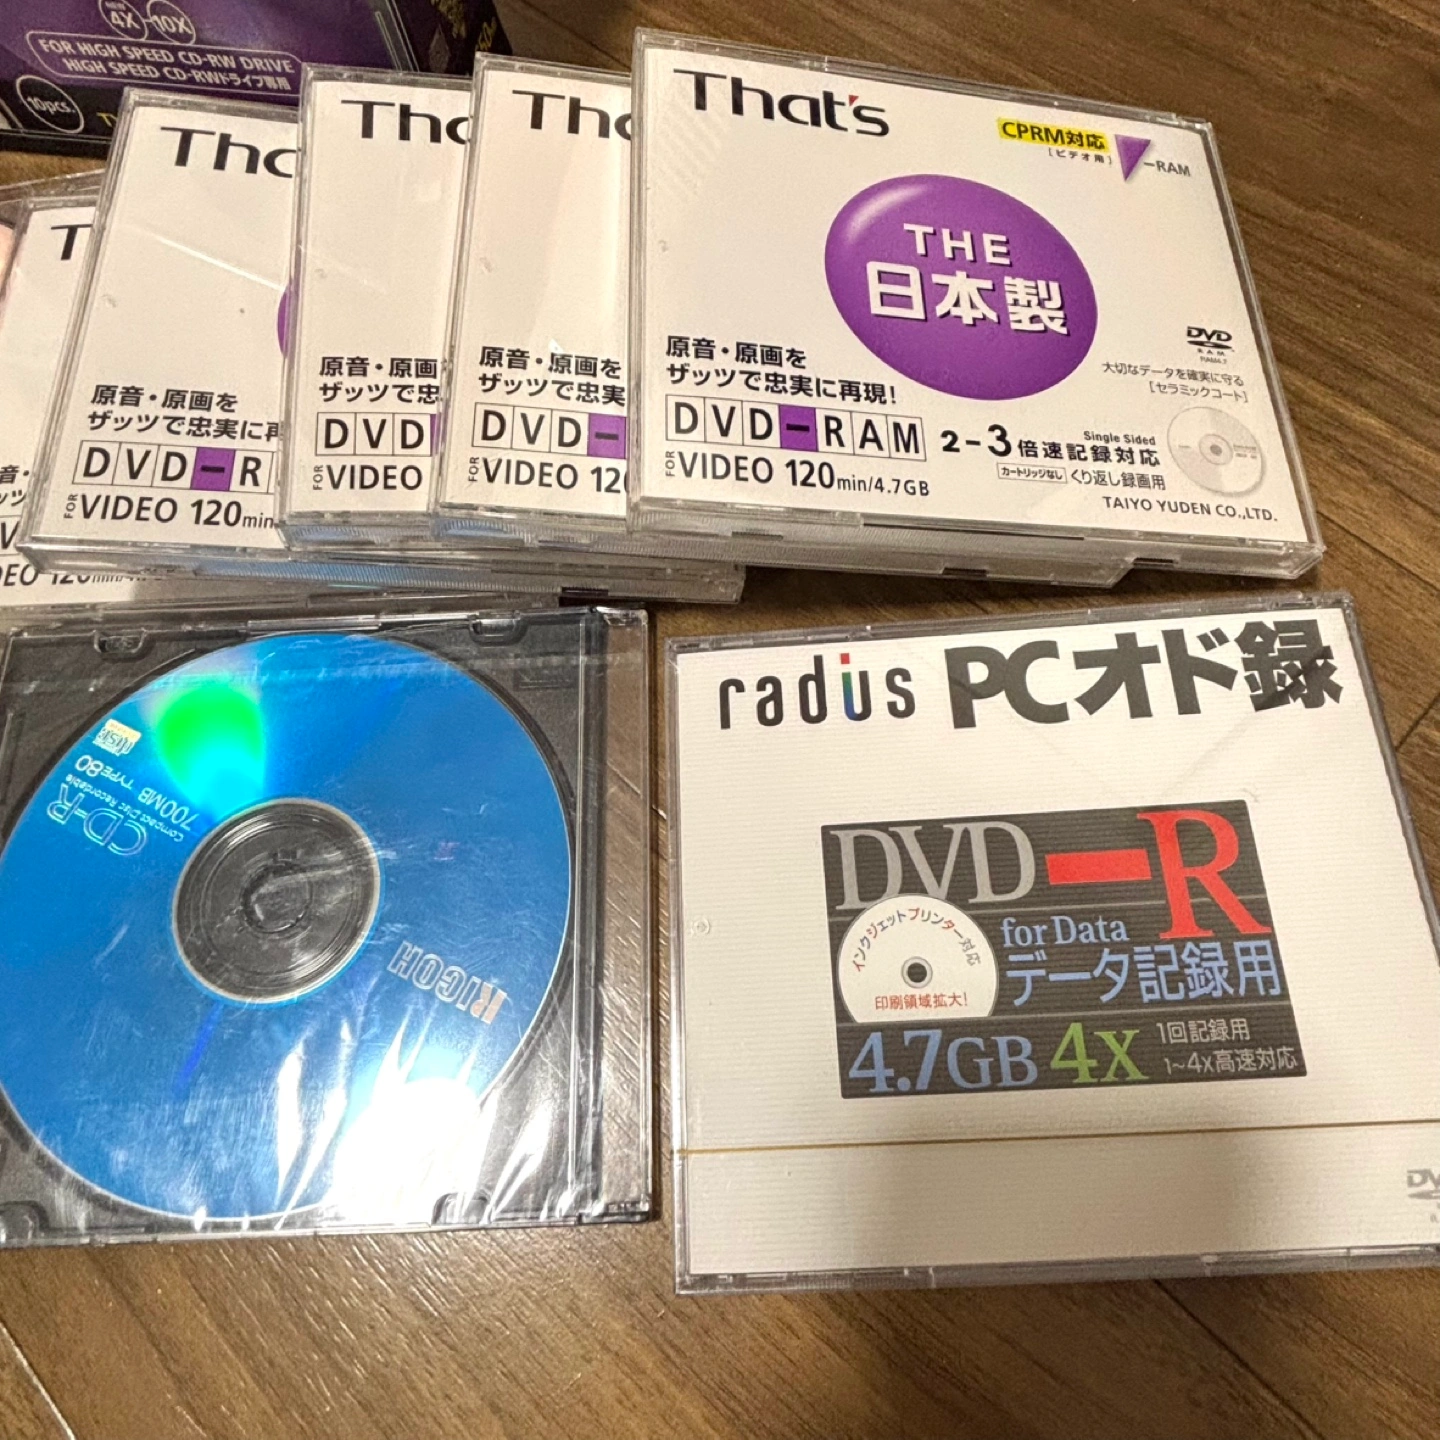 NEW
4X-10X
FOR HIGH SPEED CD-RW DRIVE
HIGH SPEED CD-RWドライブ専用
10pcs.
That's
CPRM対応
[ビデオ用]
-RAM
THE
日本製
DVD
RAM
RAM4.7
原音・原画を
ザッツで忠実に再現!
大切なデータを確実に守る
[セラミックコート]
DVD-RAM
2-3倍速記録対応
Single Sided
カートリッジなし くり返し録画用
FOR VIDEO 120min/4.7GB
TAIYO YUDEN CO.,LTD.
原音・原画を
ザッツで忠実
DVD-
FOR VIDEO 12
原音・原画
ザッツで忠
DVD
FOR VIDEO
原音・原画を
ザッツで忠実に再
DVD-R
FOR VIDEO 120min
CD-R
Compact Disc Recordable
700MB TYPE80
RICOH
radius PCオド録
DVD-R
for Data
データ記録用
インクジェットプリンター対応
印刷領域拡大!
4.7GB 4X
1回記録用
1~4x高速対応